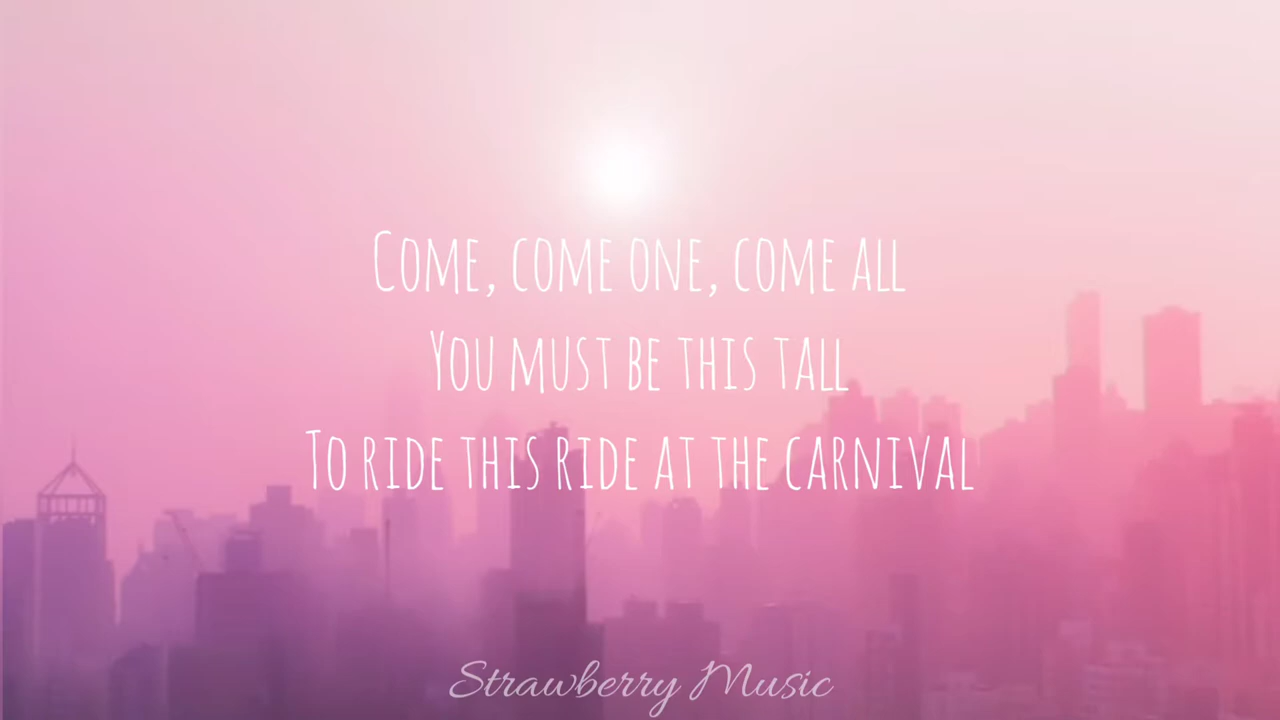 Come, come one, come all
You must be this tall
To ride this ride at the carnival
Strawberry Music